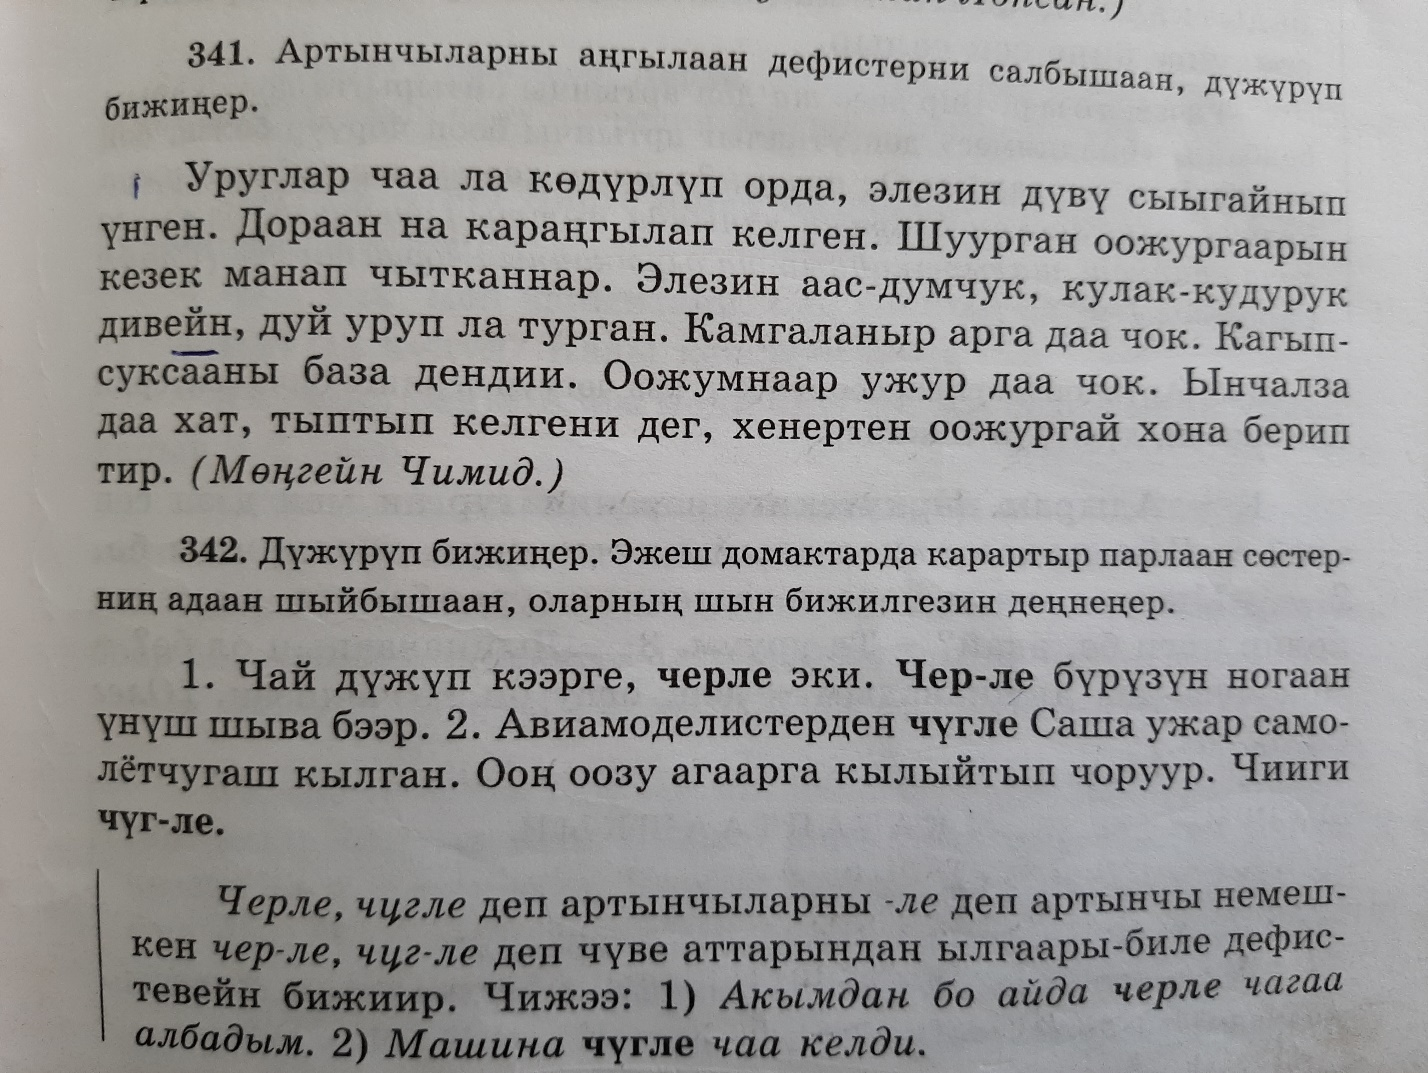 341. Артынчыларны аңгылаан дефистерни салбышаан, дүжүрүп
бижиңер.
Уруглар чаа ла көдүрлүп орда, элезин дүвү сыыгайнып
үнген. Дораан на караңгылап келген. Шуурган оожургаарын
кезек манап чытканнар. Элезин аас-думчук, кулак-кудурук
дивейн, дуй уруп ла турган. Камгаланыр арга даа чок. Кагып-
суксааны база дендии. Оожумнаар ужур даа чок. Ынчалза
даа хат, тыптып келгени дег, хенертен оожургай хона берип
тир. (Мөңгейн Чимид.)
342. Дүжүрүп бижиңер. Эжеш домактарда карартыр парлаан сөстер-
ниң адаан шыйбышаан, оларның шын бижилгезин деңнеңер.
1. Чай дүжүп кээрге, черле эки. Чер-ле бүрүзүн ногаан
үнүш шыва бээр. 2. Авиамоделистерден чүгле Саша ужар само-
лётчугаш кылган. Ооң оозу агаарга кылыйтып чоруур. Чииги
чүг-ле.
Черле, чүгле деп артынчыларны -ле деп артынчы немеш-
кен чер-ле, чүг-ле деп чүве аттарындан ылгаары-биле дефис-
тевейн бижиир. Чижээ: 1) Акымдан бо айда черле чагаа
албадым. 2) Машина чүгле чаа келди.